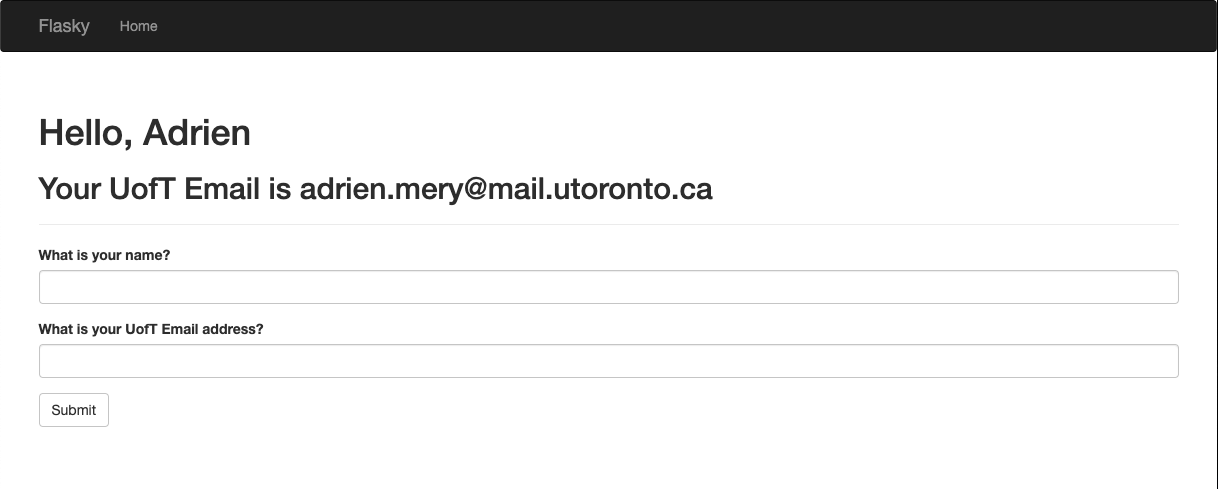 Flasky Home
Hello, Adrien
Your UofT Email is adrien.mery@mail.utoronto.ca
What is your name?
What is your UofT Email address?
Submit